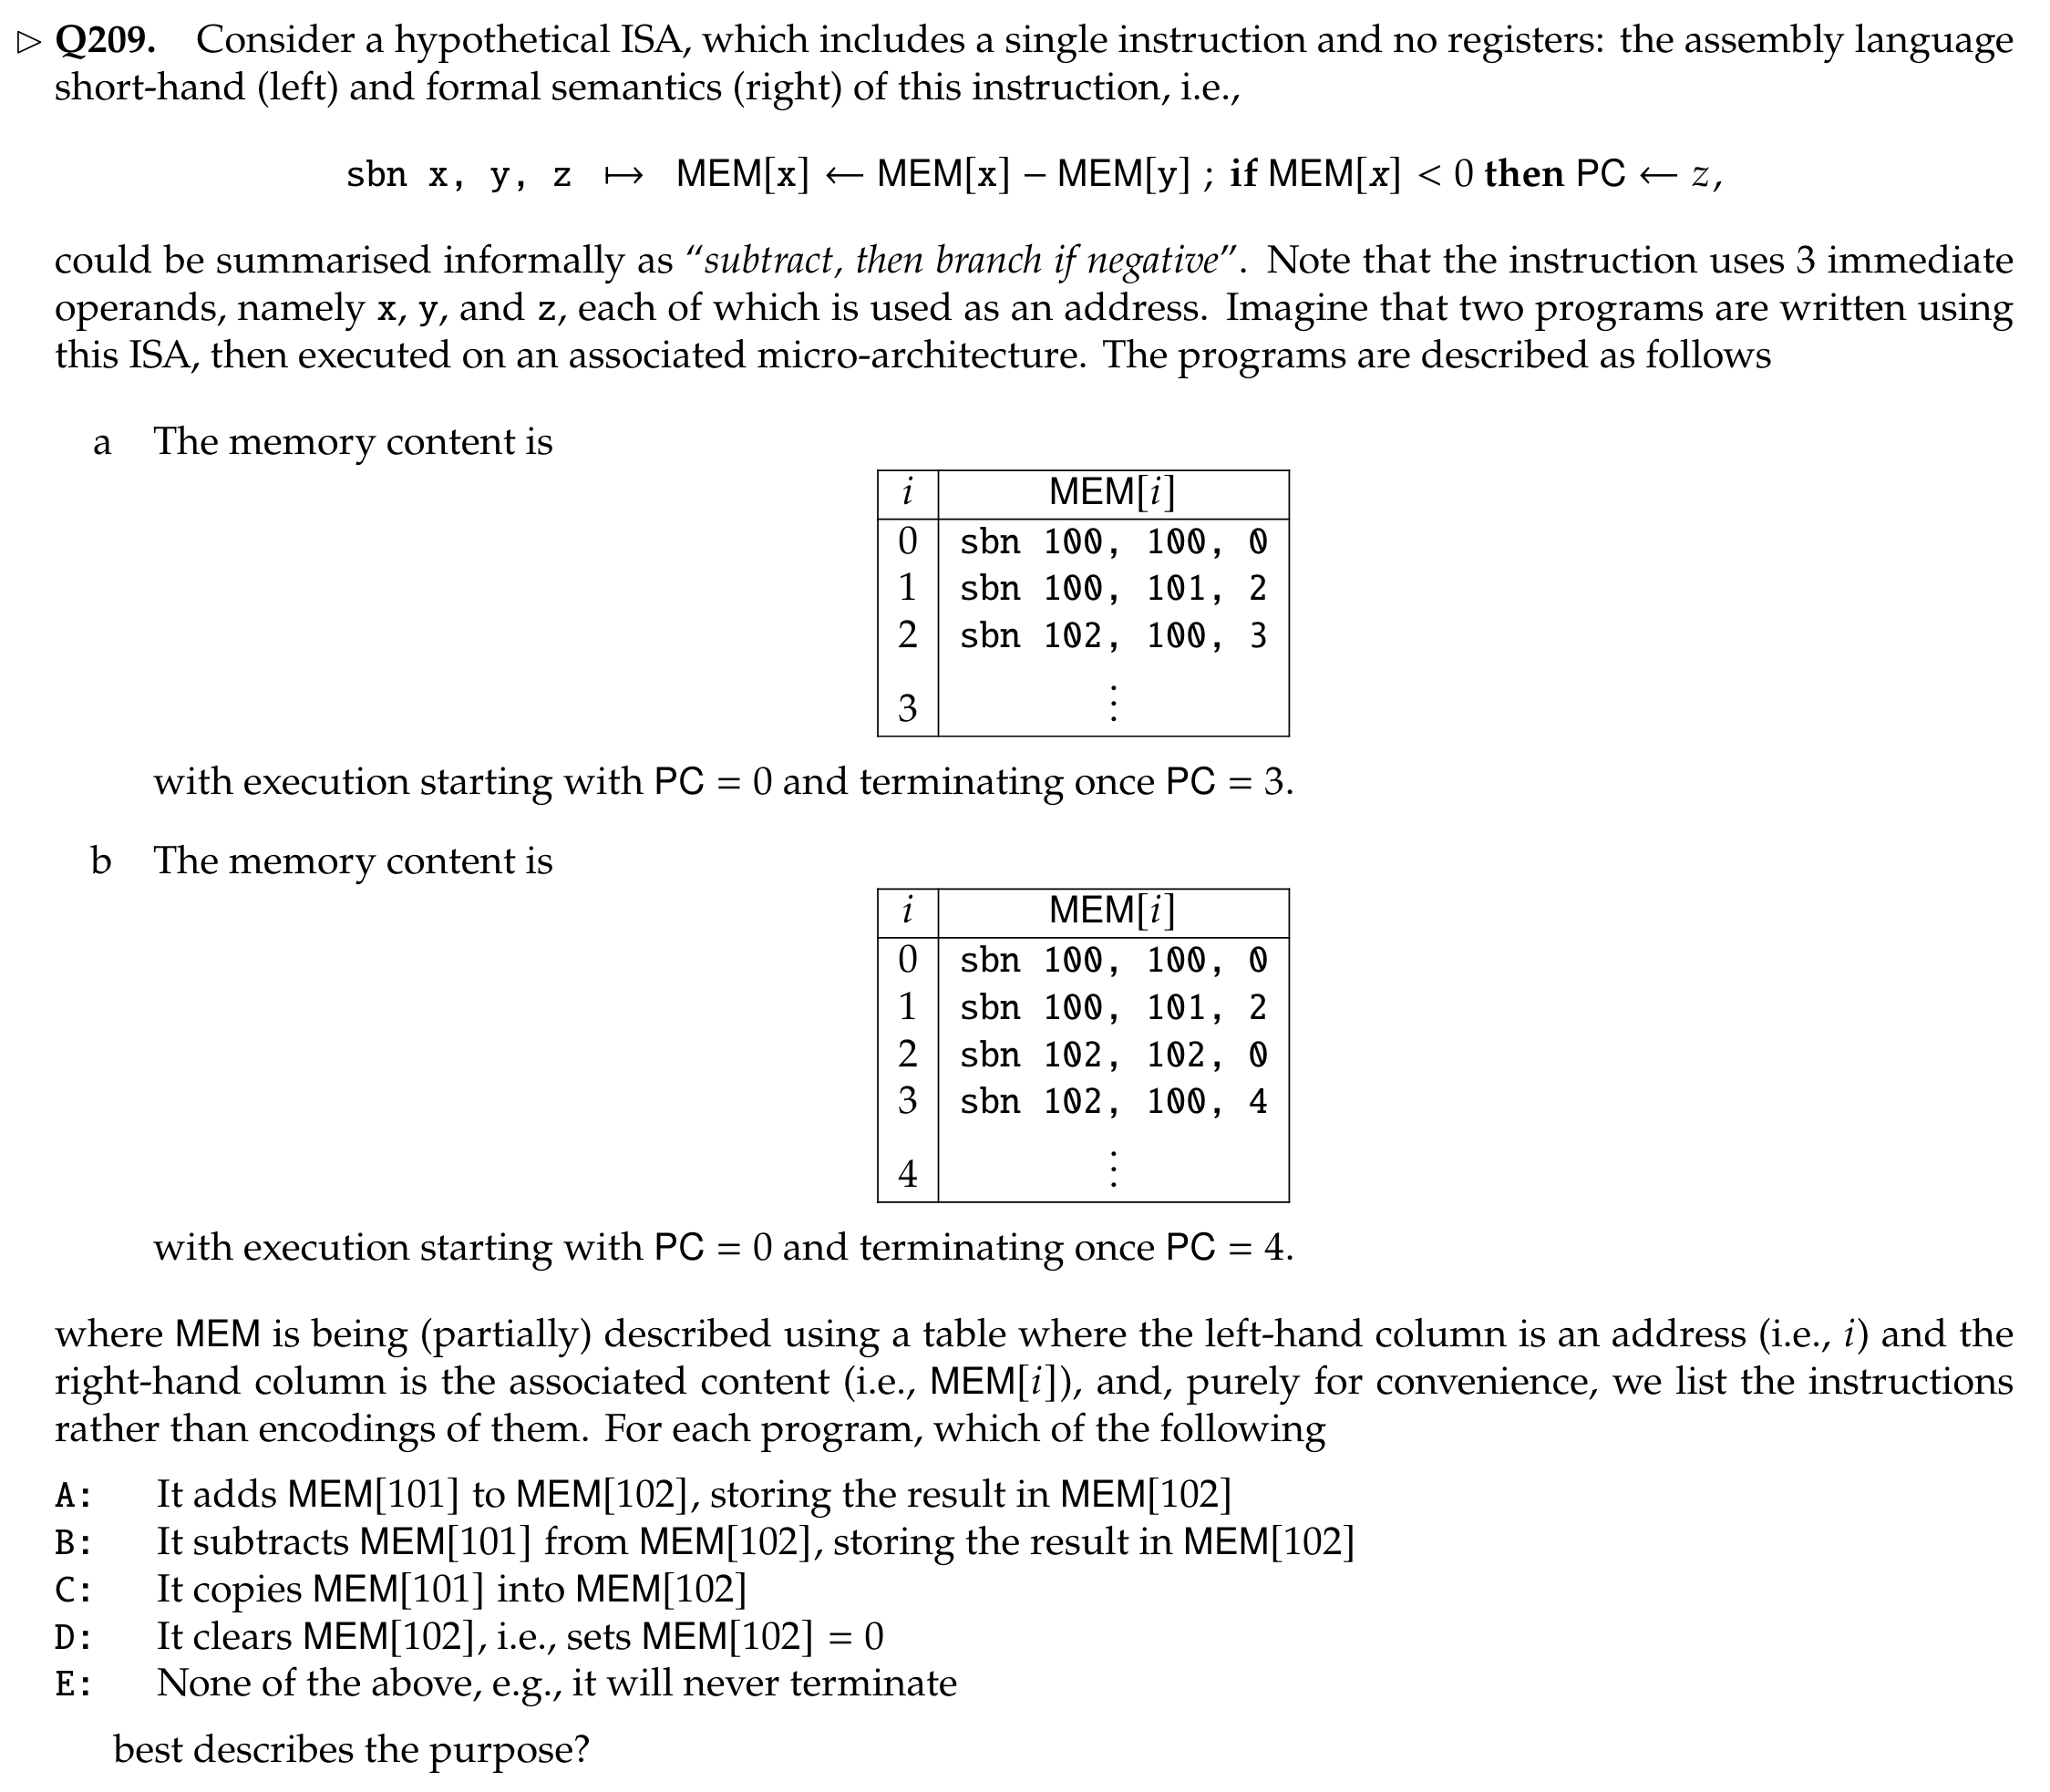 ▷ Q209. Consider a hypothetical ISA, which includes a single instruction and no registers: the assembly language
short-hand (left) and formal semantics (right) of this instruction, i.e.,
sbn x, y, z ↦ MEM[x] ← MEM[x] − MEM[y] ; if MEM[x] < 0 then PC ← z,
could be summarised informally as “subtract, then branch if negative”. Note that the instruction uses 3 immediate
operands, namely x, y, and z, each of which is used as an address. Imagine that two programs are written using
this ISA, then executed on an associated micro-architecture. The programs are described as follows
a The memory content is
i MEM[i]
0 sbn 100, 100, 0
1 sbn 100, 101, 2
2 sbn 102, 100, 3
3 ⋮
with execution starting with PC = 0 and terminating once PC = 3.
b The memory content is
i MEM[i]
0 sbn 100, 100, 0
1 sbn 100, 101, 2
2 sbn 102, 102, 0
3 sbn 102, 100, 4
4 ⋮
with execution starting with PC = 0 and terminating once PC = 4.
where MEM is being (partially) described using a table where the left-hand column is an address (i.e., i) and the
right-hand column is the associated content (i.e., MEM[i]), and, purely for convenience, we list the instructions
rather than encodings of them. For each program, which of the following
A: It adds MEM[101] to MEM[102], storing the result in MEM[102]
B: It subtracts MEM[101] from MEM[102], storing the result in MEM[102]
C: It copies MEM[101] into MEM[102]
D: It clears MEM[102], i.e., sets MEM[102] = 0
E: None of the above, e.g., it will never terminate
best describes the purpose?